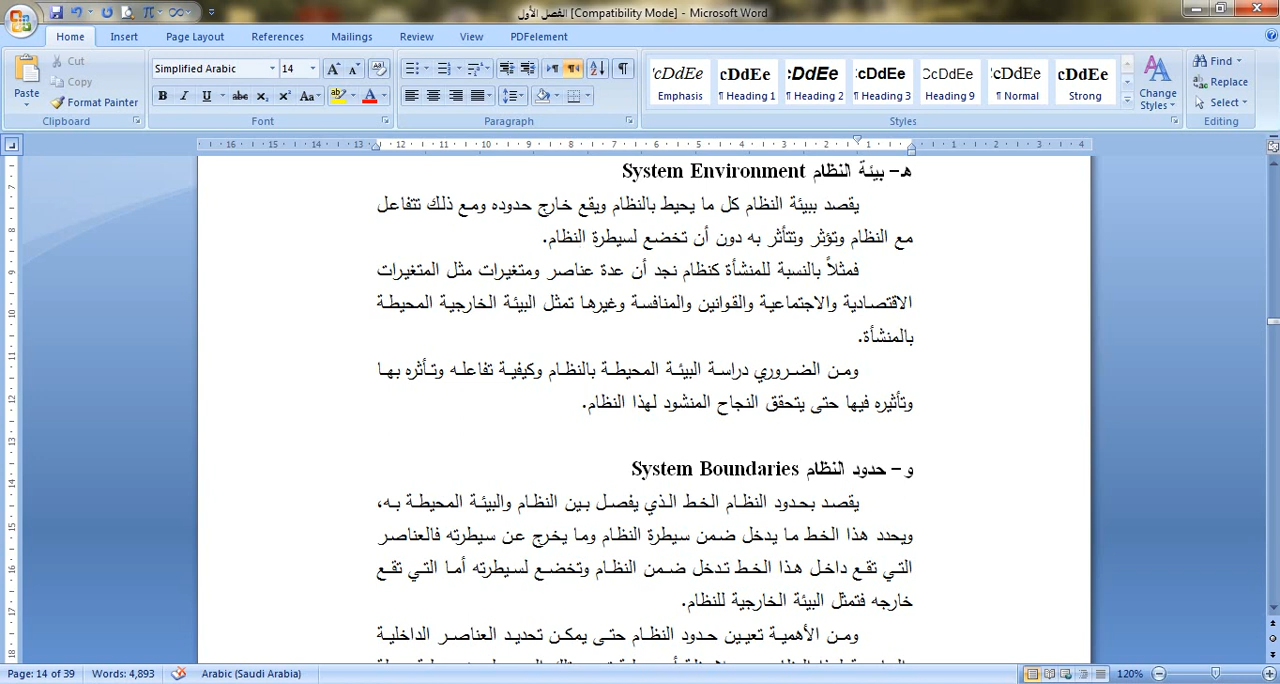 الفصل الأول [Compatibility Mode] - Microsoft Word
Home Insert Page Layout References Mailings Review View PDFelement
Paste
Cut
Copy
Format Painter
Clipboard
Simplified Arabic 14
Font
Paragraph
Emphasis
¶ Heading 1
¶ Heading 2
¶ Heading 3
Heading 9
¶ Normal
Strong
Change Styles
Styles
Find
Replace
Select
Editing
هـ- بيئة النظام System Environment
يقصد ببيئة النظام كل ما يحيط بالنظام ويقع خارج حدوده ومع ذلك تتفاعل
مع النظام وتؤثر وتتأثر به دون أن تخضع لسيطرة النظام.
فمثلاً بالنسبة للمنشأة كنظام نجد أن عدة عناصر ومتغيرات مثل المتغيرات
الاقتصادية والاجتماعية والقوانين والمنافسة وغيرها تمثل البيئة الخارجية المحيطة
بالمنشأة.
ومن الضروري دراسة البيئة المحيطة بالنظام وكيفية تفاعله وتأثره بها
وتأثيره فيها حتى يتحقق النجاح المنشود لهذا النظام.
و – حدود النظام System Boundaries
يقصد بحدود النظام الخط الذي يفصل بين النظام والبيئة المحيطة به،
ويحدد هذا الخط ما يدخل ضمن سيطرة النظام وما يخرج عن سيطرته فالعناصر
التي تقع داخل هذا الخط تدخل ضمن النظام وتخضع لسيطرته أما التي تقع
خارجه فتمثل البيئة الخارجية للنظام.
ومن الأهمية تعيين حدود النظام حتى يمكن تحديد العناصر الداخلية
Page: 14 of 39 Words: 4,893 Arabic (Saudi Arabia) 120%